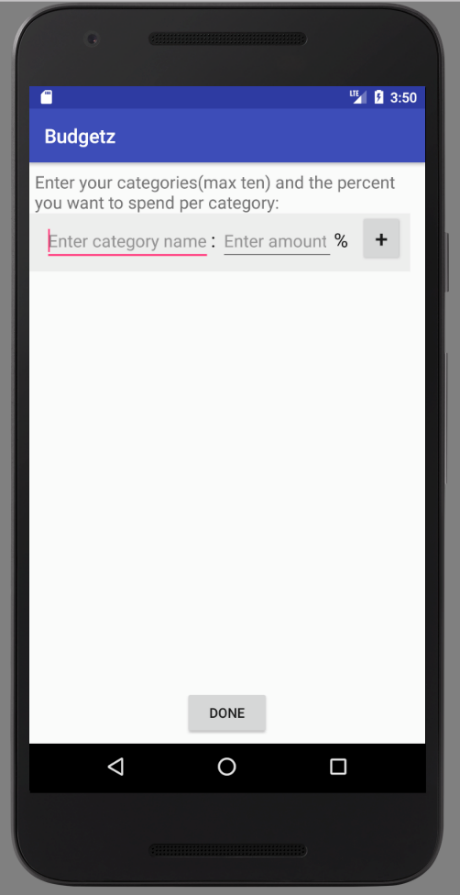 LTE 3:50
Budgetz
Enter your categories(max ten) and the percent
you want to spend per category:
Enter category name : Enter amount % +
DONE